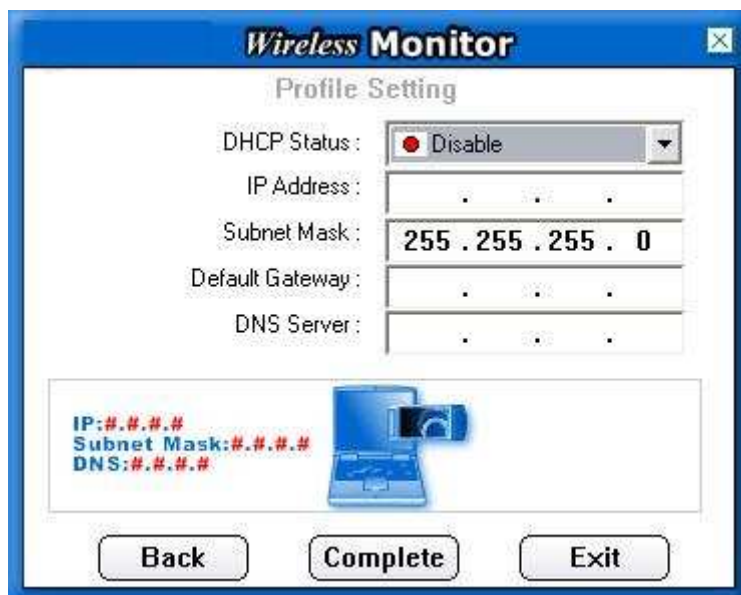 Wireless Monitor
Profile Setting
DHCP Status : Disable
IP Address : . . .
Subnet Mask : 255 . 255 . 255 . 0
Default Gateway : . . .
DNS Server : . . .
IP:#.#.#.#
Subnet Mask:#.#.#.#
DNS:#.#.#.#
Back Complete Exit